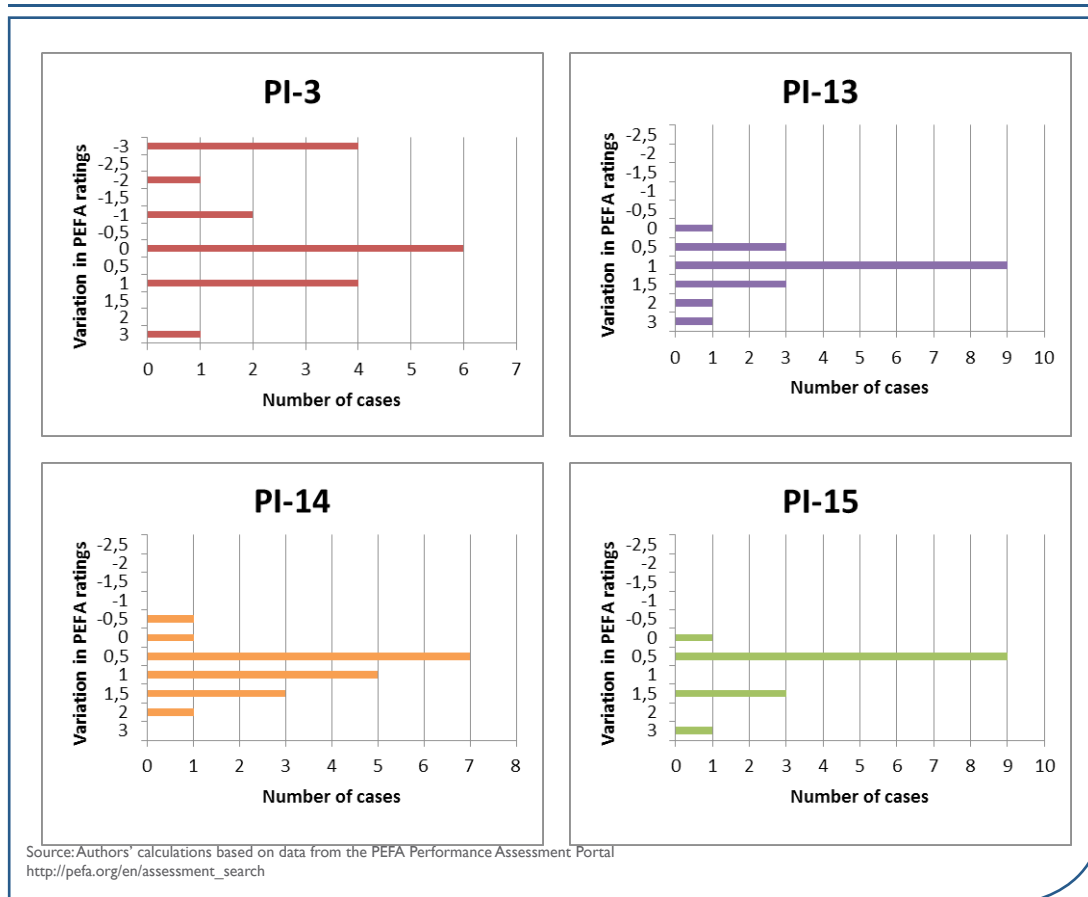 PI-3
Variation in PEFA ratings
-3
-2,5
-2
-1,5
-1
-0,5
0
0,5
1
1,5
2
3
0 1 2 3 4 5 6 7
Number of cases
PI-13
Variation in PEFA ratings
-2,5
-2
-1,5
-1
-0,5
0
0,5
1
1,5
2
3
0 1 2 3 4 5 6 7 8 9 10
Number of cases
PI-14
Variation in PEFA ratings
-2,5
-2
-1,5
-1
-0,5
0
0,5
1
1,5
2
3
0 1 2 3 4 5 6 7 8
Number of cases
PI-15
Variation in PEFA ratings
-2,5
-2
-1,5
-1
-0,5
0
0,5
1
1,5
2
3
0 1 2 3 4 5 6 7 8 9 10
Number of cases
Source: Authors' calculations based on data from the PEFA Performance Assessment Portal
http://pefa.org/en/assessment_search